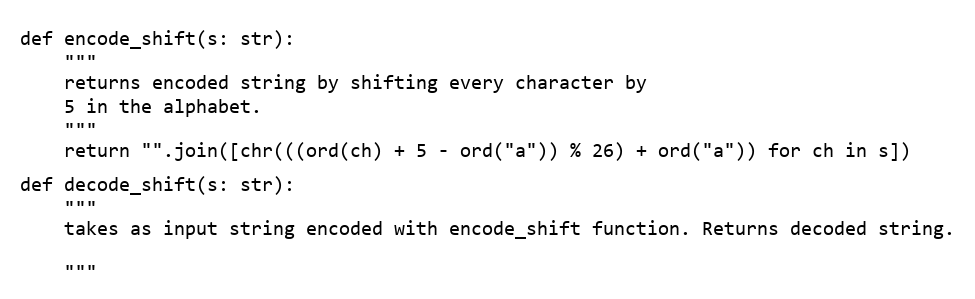 def encode_shift(s: str):
    """
    returns encoded string by shifting every character by
    5 in the alphabet.
    """
    return "".join([chr(((ord(ch) + 5 - ord("a")) % 26) + ord("a")) for ch in s])
def decode_shift(s: str):
    """
    takes as input string encoded with encode_shift function. Returns decoded string.
    """